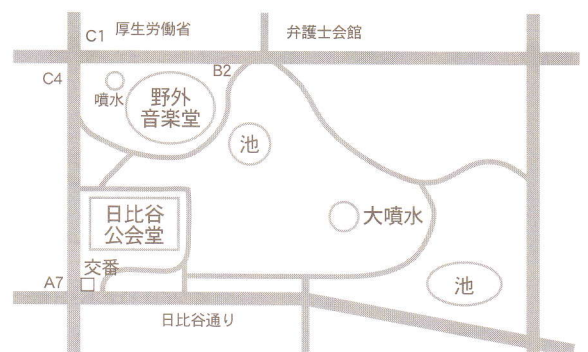 C1
厚生労働省
弁護士会館
C4
B2
噴水
野外
音楽堂
池
日比谷
公会堂
大噴水
交番
A7
池
日比谷通り